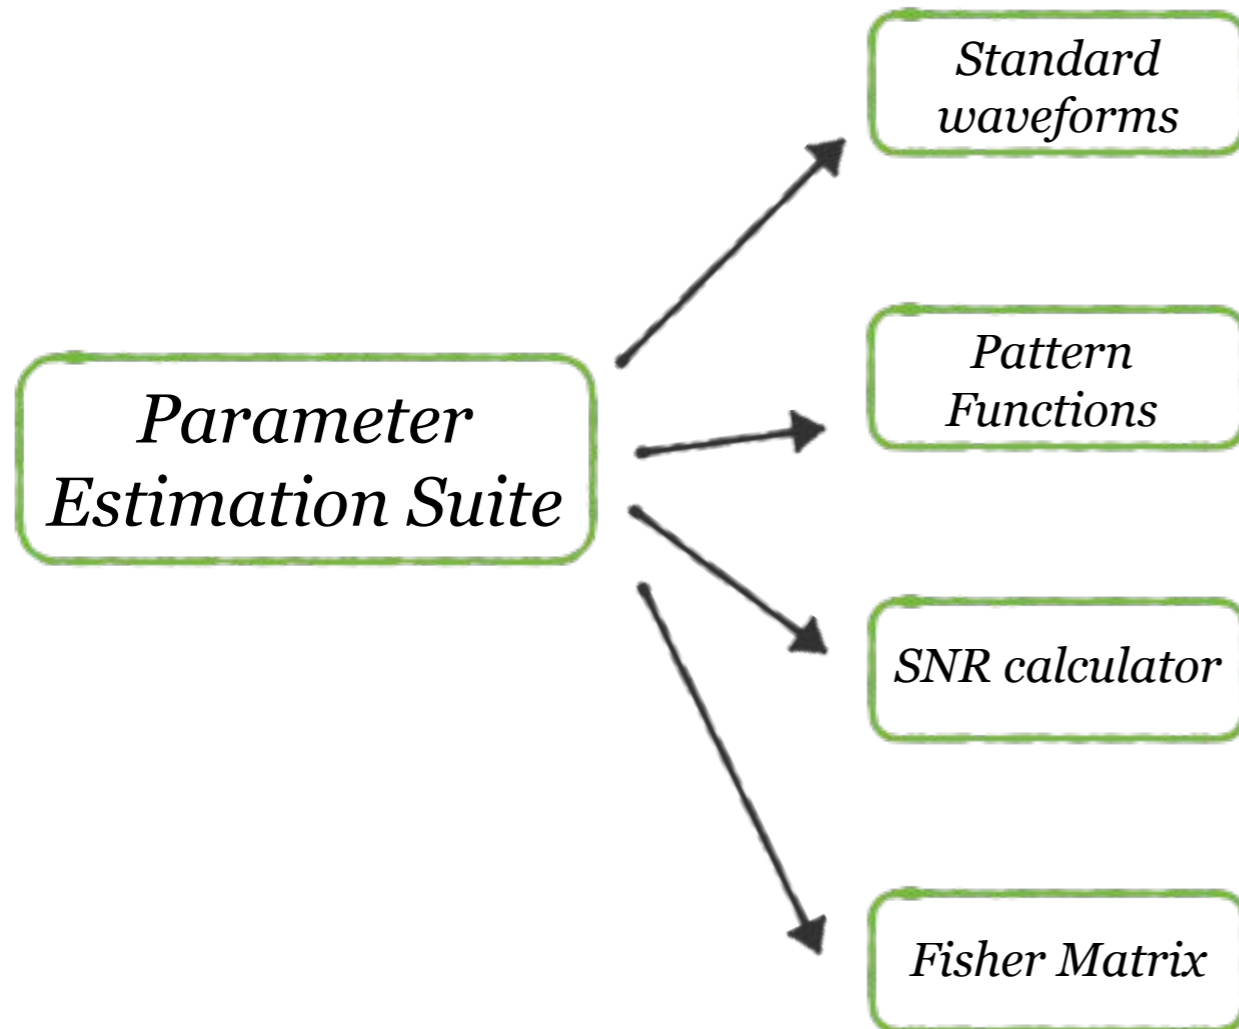 Standard
waveforms
Pattern
Functions
Parameter
Estimation Suite
SNR calculator
Fisher Matrix